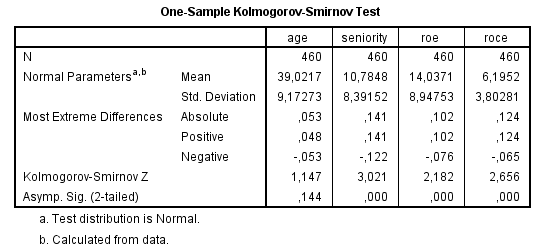 One-Sample Kolmogorov-Smirnov Test
age seniority roe roce
N 460 460 460 460
Normal Parametersa,b Mean 39,0217 10,7848 14,0371 6,1952
Std. Deviation 9,17273 8,39152 8,94753 3,80281
Most Extreme Differences Absolute ,053 ,141 ,102 ,124
Positive ,048 ,141 ,102 ,124
Negative -,053 -,122 -,076 -,065
Kolmogorov-Smirnov Z 1,147 3,021 2,182 2,656
Asymp. Sig. (2-tailed) ,144 ,000 ,000 ,000
a. Test distribution is Normal.
b. Calculated from data.